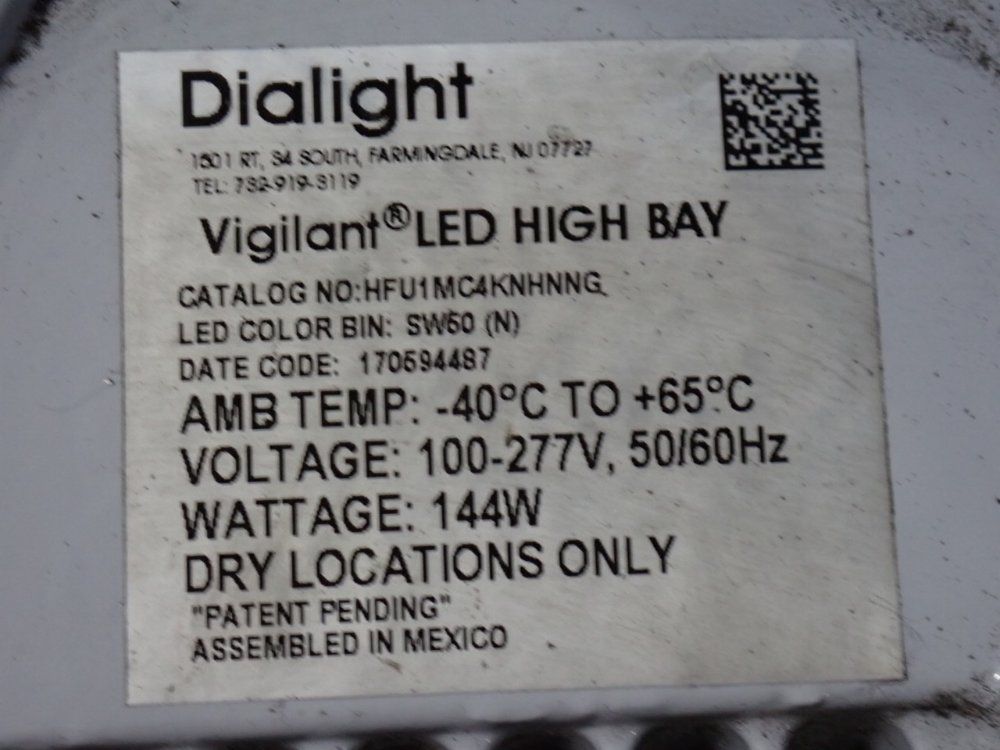 Dialight
1501 RT, 34 SOUTH, FARMINGDALE, NJ 07727
TEL: 732-919-3119
Vigilant® LED HIGH BAY
CATALOG NO:HFU1MC4KNHNNG
LED COLOR BIN: SW50 (N)
DATE CODE: 170594487
AMB TEMP: -40°C TO +65°C
VOLTAGE: 100-277V, 50/60Hz
WATTAGE: 144W
DRY LOCATIONS ONLY
"PATENT PENDING"
ASSEMBLED IN MEXICO